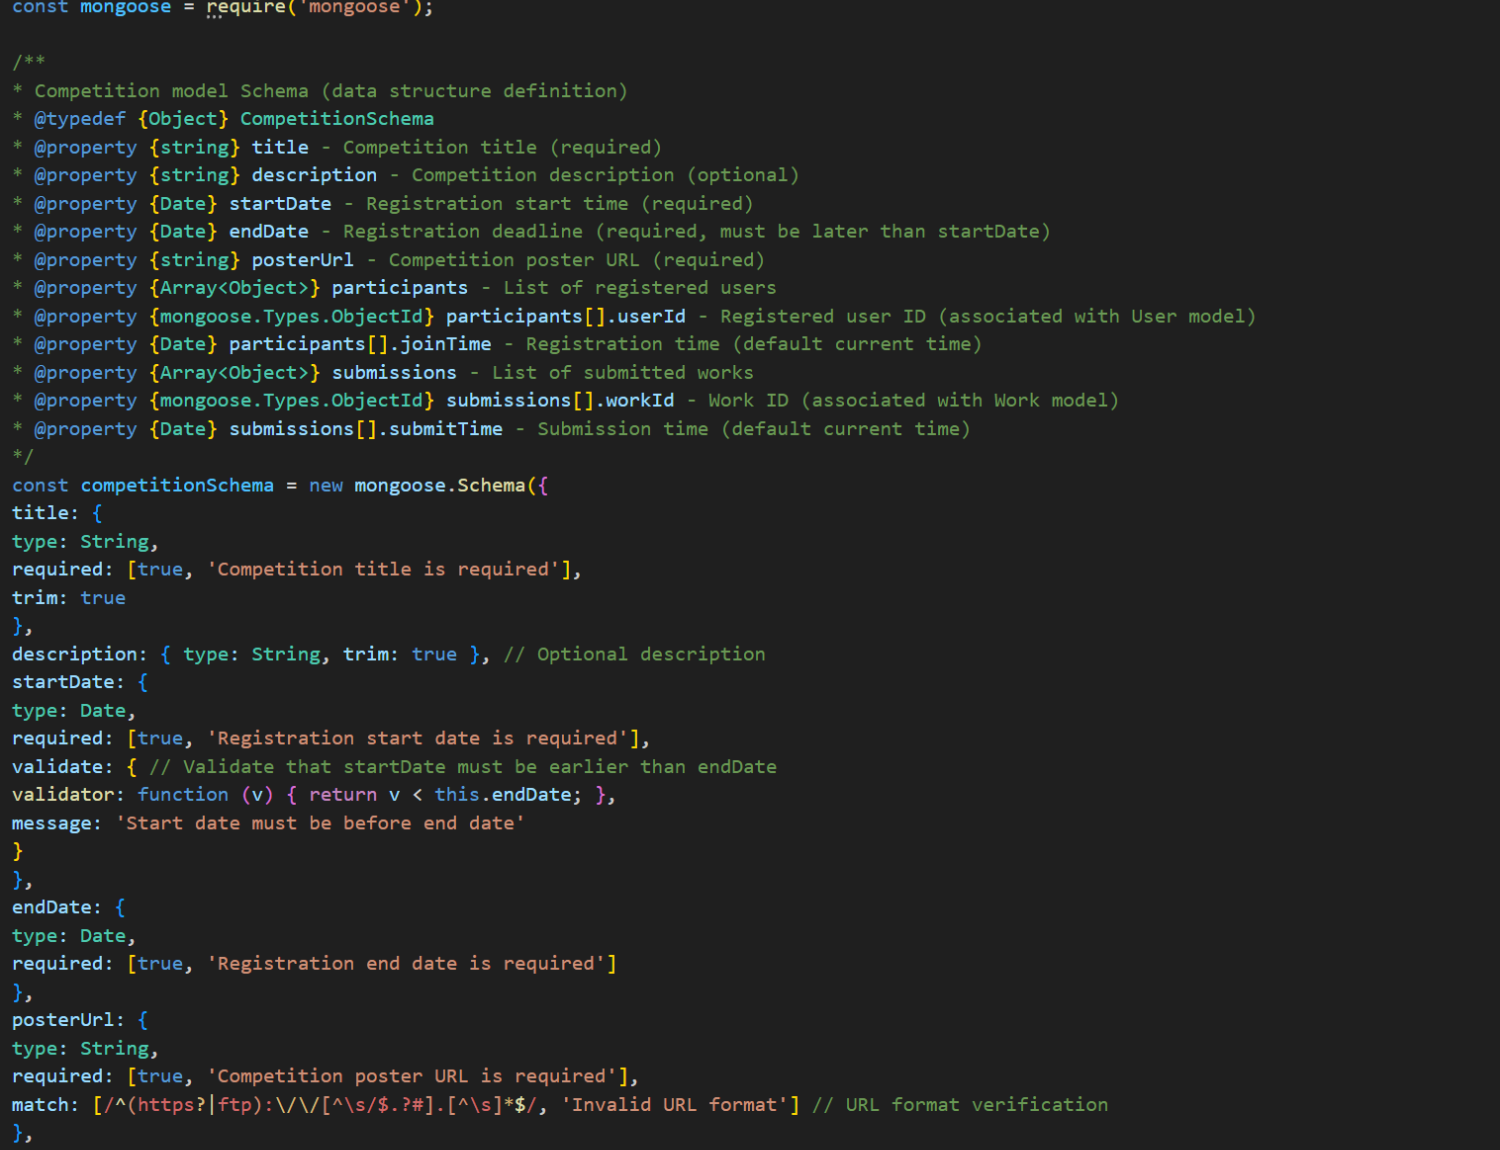 const mongoose = require('mongoose');
/**
* Competition model Schema (data structure definition)
* @typedef {Object} CompetitionSchema
* @property {string} title - Competition title (required)
* @property {string} description - Competition description (optional)
* @property {Date} startDate - Registration start time (required)
* @property {Date} endDate - Registration deadline (required, must be later than startDate)
* @property {string} posterUrl - Competition poster URL (required)
* @property {Array<Object>} participants - List of registered users
* @property {mongoose.Types.ObjectId} participants[].userId - Registered user ID (associated with User model)
* @property {Date} participants[].joinTime - Registration time (default current time)
* @property {Array<Object>} submissions - List of submitted works
* @property {mongoose.Types.ObjectId} submissions[].workId - Work ID (associated with Work model)
* @property {Date} submissions[].submitTime - Submission time (default current time)
*/
const competitionSchema = new mongoose.Schema({
title: {
type: String,
required: [true, 'Competition title is required'],
trim: true
},
description: { type: String, trim: true }, // Optional description
startDate: {
type: Date,
required: [true, 'Registration start date is required'],
validate: { // Validate that startDate must be earlier than endDate
validator: function (v) { return v < this.endDate; },
message: 'Start date must be before end date'
}
},
endDate: {
type: Date,
required: [true, 'Registration end date is required']
},
posterUrl: {
type: String,
required: [true, 'Competition poster URL is required'],
match: [/^(https?|ftp):\/\/[^\s/$.?#].[^\s]*$/, 'Invalid URL format'] // URL format verification
},